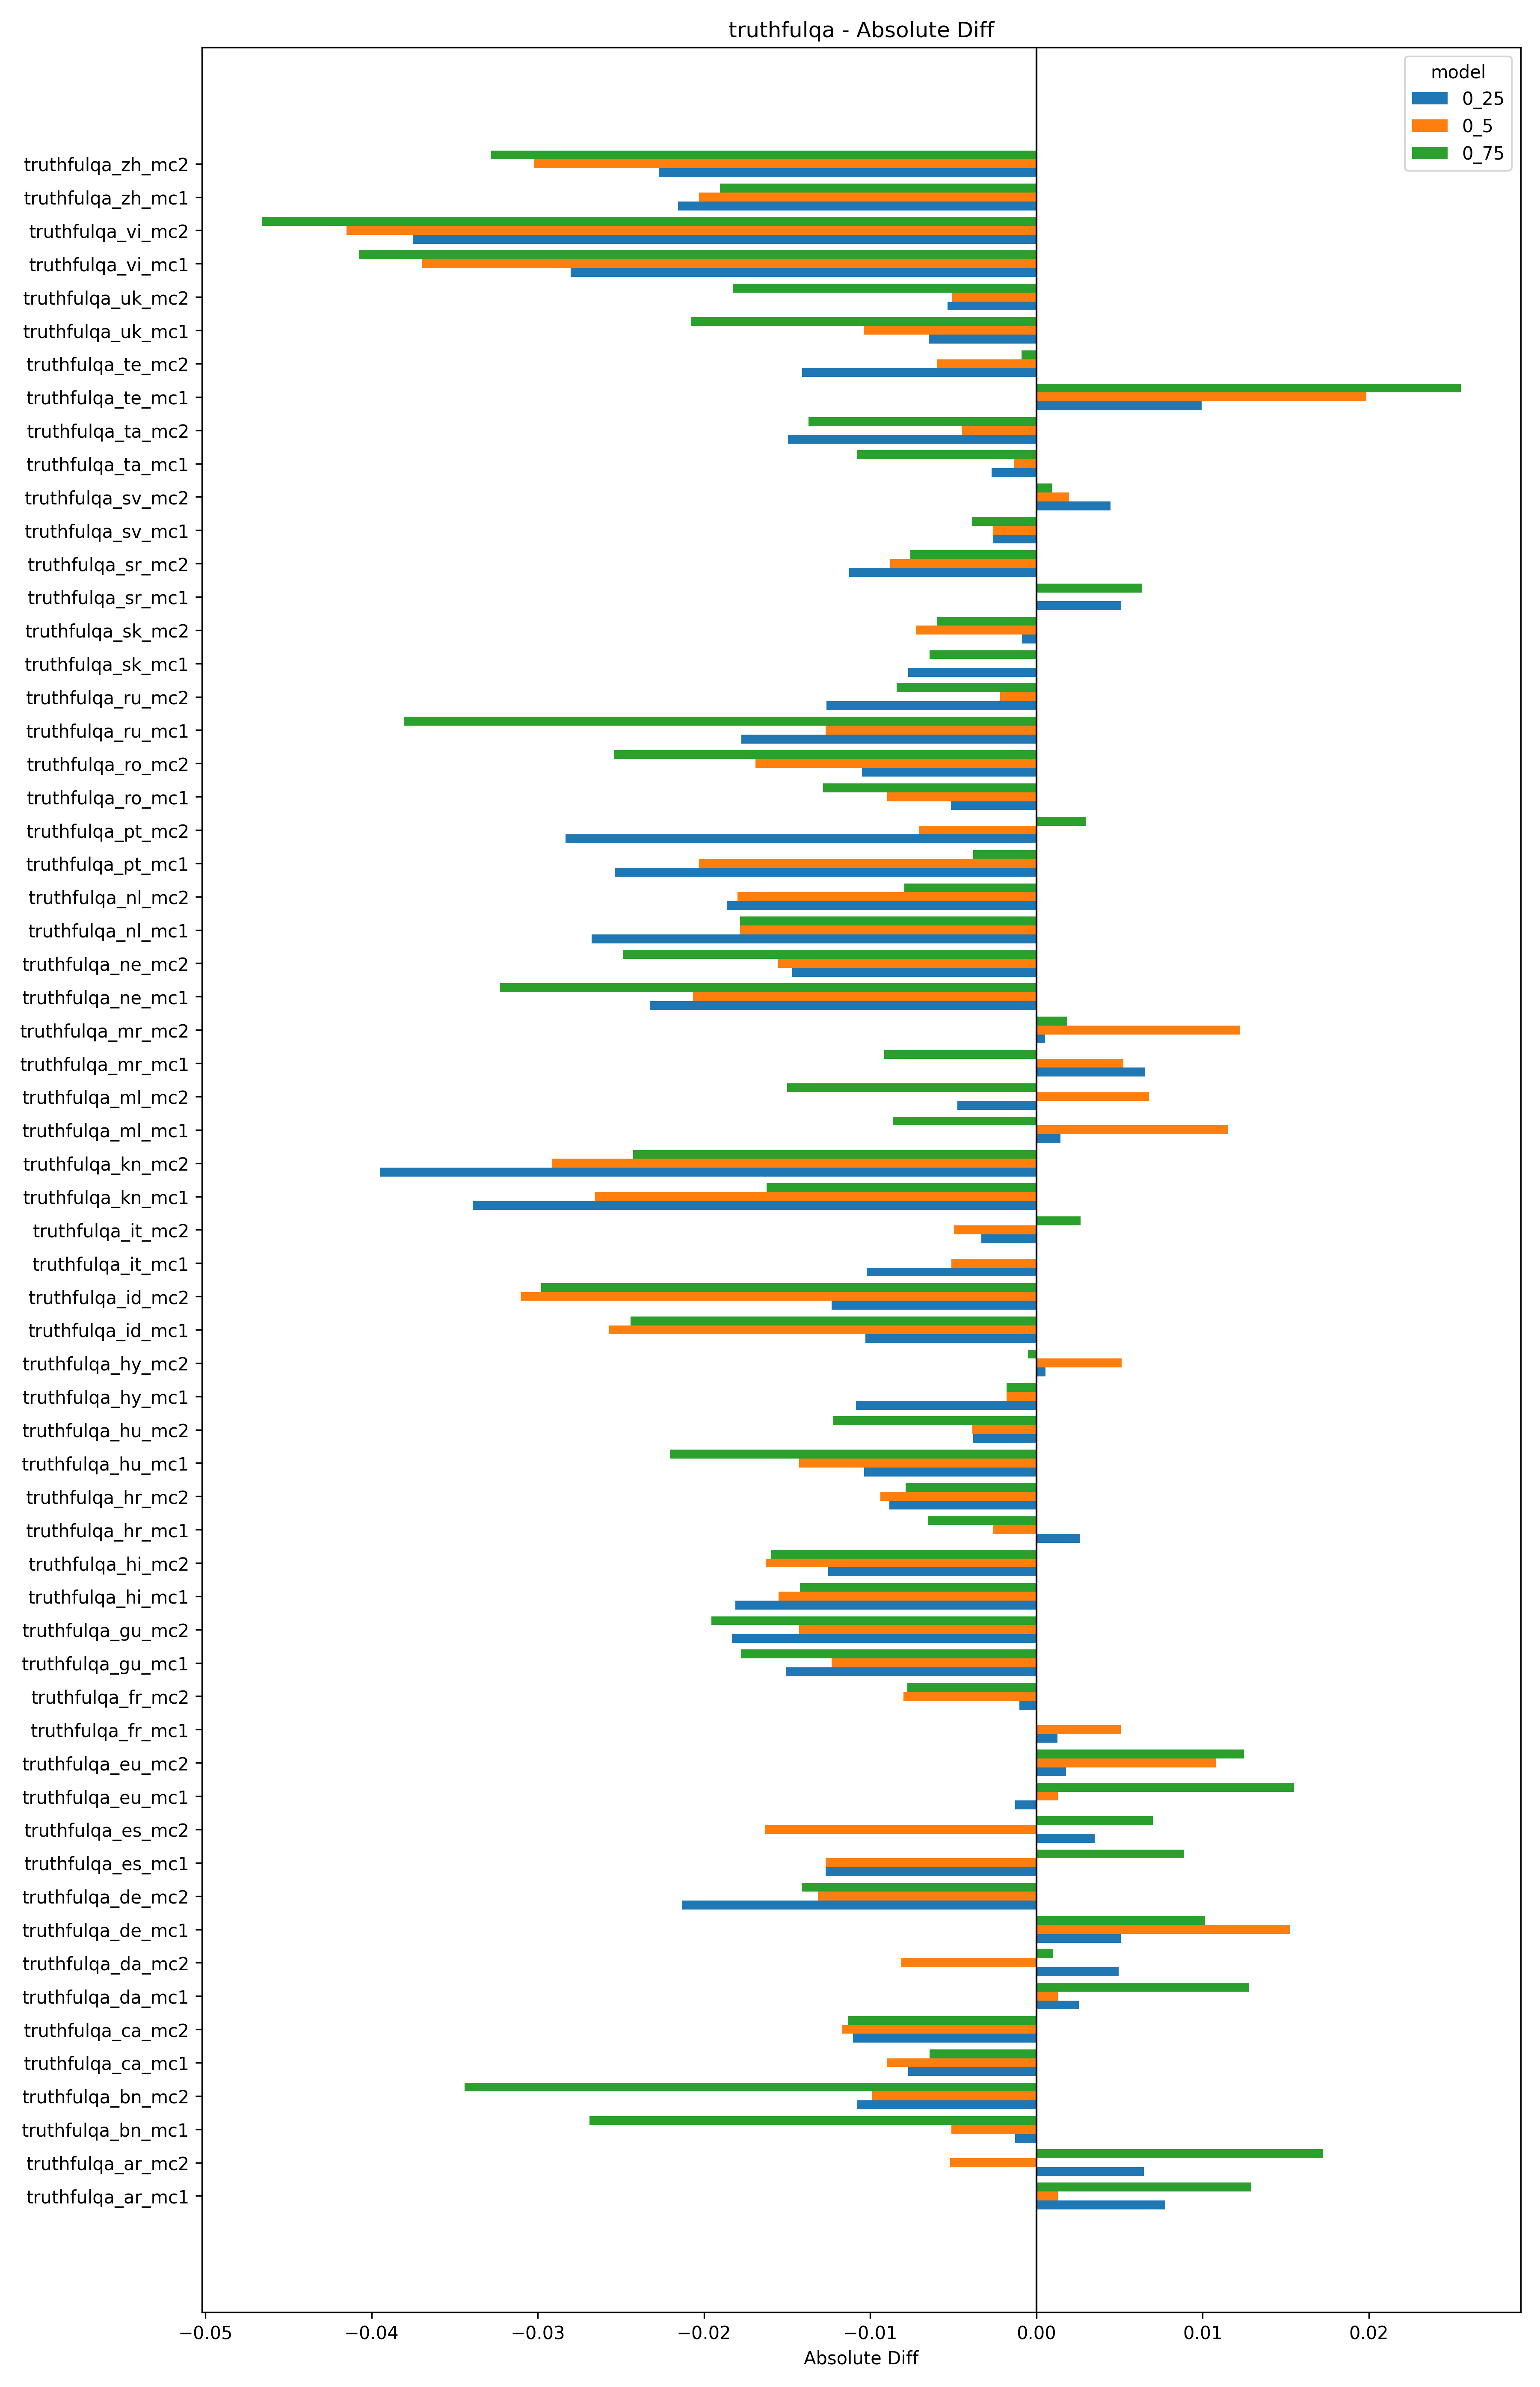 truthfulqa - Absolute Diff
model
0_25
0_5
0_75
truthfulqa_zh_mc2
truthfulqa_zh_mc1
truthfulqa_vi_mc2
truthfulqa_vi_mc1
truthfulqa_uk_mc2
truthfulqa_uk_mc1
truthfulqa_te_mc2
truthfulqa_te_mc1
truthfulqa_ta_mc2
truthfulqa_ta_mc1
truthfulqa_sv_mc2
truthfulqa_sv_mc1
truthfulqa_sr_mc2
truthfulqa_sr_mc1
truthfulqa_sk_mc2
truthfulqa_sk_mc1
truthfulqa_ru_mc2
truthfulqa_ru_mc1
truthfulqa_ro_mc2
truthfulqa_ro_mc1
truthfulqa_pt_mc2
truthfulqa_pt_mc1
truthfulqa_nl_mc2
truthfulqa_nl_mc1
truthfulqa_ne_mc2
truthfulqa_ne_mc1
truthfulqa_mr_mc2
truthfulqa_mr_mc1
truthfulqa_ml_mc2
truthfulqa_ml_mc1
truthfulqa_kn_mc2
truthfulqa_kn_mc1
truthfulqa_it_mc2
truthfulqa_it_mc1
truthfulqa_id_mc2
truthfulqa_id_mc1
truthfulqa_hy_mc2
truthfulqa_hy_mc1
truthfulqa_hu_mc2
truthfulqa_hu_mc1
truthfulqa_hr_mc2
truthfulqa_hr_mc1
truthfulqa_hi_mc2
truthfulqa_hi_mc1
truthfulqa_gu_mc2
truthfulqa_gu_mc1
truthfulqa_fr_mc2
truthfulqa_fr_mc1
truthfulqa_eu_mc2
truthfulqa_eu_mc1
truthfulqa_es_mc2
truthfulqa_es_mc1
truthfulqa_de_mc2
truthfulqa_de_mc1
truthfulqa_da_mc2
truthfulqa_da_mc1
truthfulqa_ca_mc2
truthfulqa_ca_mc1
truthfulqa_bn_mc2
truthfulqa_bn_mc1
truthfulqa_ar_mc2
truthfulqa_ar_mc1
−0.05 −0.04 −0.03 −0.02 −0.01 0.00 0.01 0.02
Absolute Diff